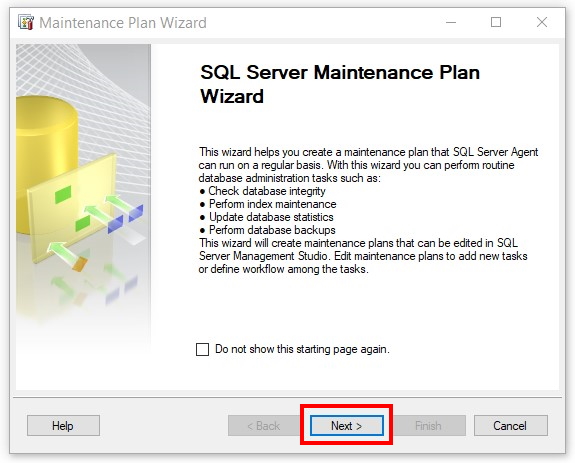 Maintenance Plan Wizard
SQL Server Maintenance Plan
Wizard
This wizard helps you create a maintenance plan that SQL Server Agent
can run on a regular basis. With this wizard you can perform routine
database administration tasks such as:
● Check database integrity
● Perform index maintenance
● Update database statistics
● Perform database backups
This wizard will create maintenance plans that can be edited in SQL
Server Management Studio. Edit maintenance plans to add new tasks
or define workflow among the tasks.
Do not show this starting page again.
Help < Back Next > Finish Cancel